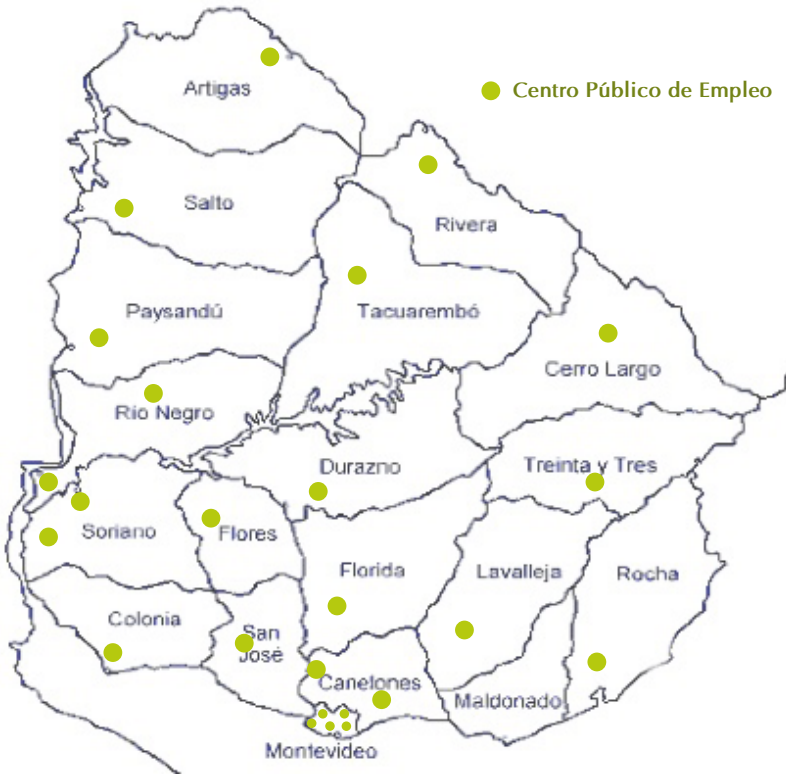 Artigas
Centro Público de Empleo
Salto
Rivera
Paysandú
Tacuarembó
Cerro Largo
Río Negro
Durazno
Treinta y Tres
Soriano
Flores
Florida
Lavalleja
Rocha
Colonia
San
José
Canelones
Maldonado
Montevideo